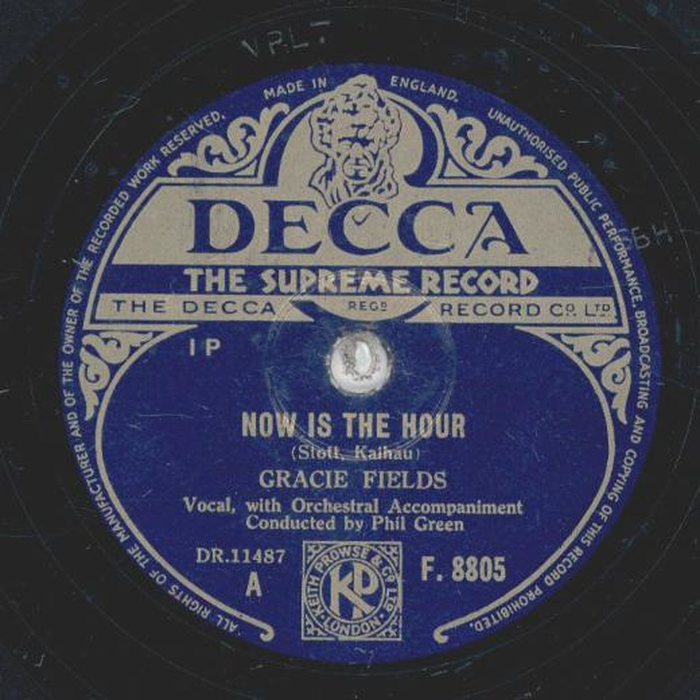 VPLT
MADE IN ENGLAND.
ALL RIGHTS OF THE MANUFACTURER AND OF THE OWNER OF THE RECORDED WORK RESERVED.
UNAUTHORISED PUBLIC PERFORMANCE, BROADCASTING AND COPYING OF THIS RECORD PROHIBITED.
DECCA
THE SUPREME RECORD
THE DECCA REGD RECORD CO. LTD.
1 P
NOW IS THE HOUR
(Stott, Kaihau)
GRACIE FIELDS
Vocal, with Orchestral Accompaniment
Conducted by Phil Green
DR.11487
A
KEITH PROWSE & CO LTD.
KP
LONDON
F. 8805